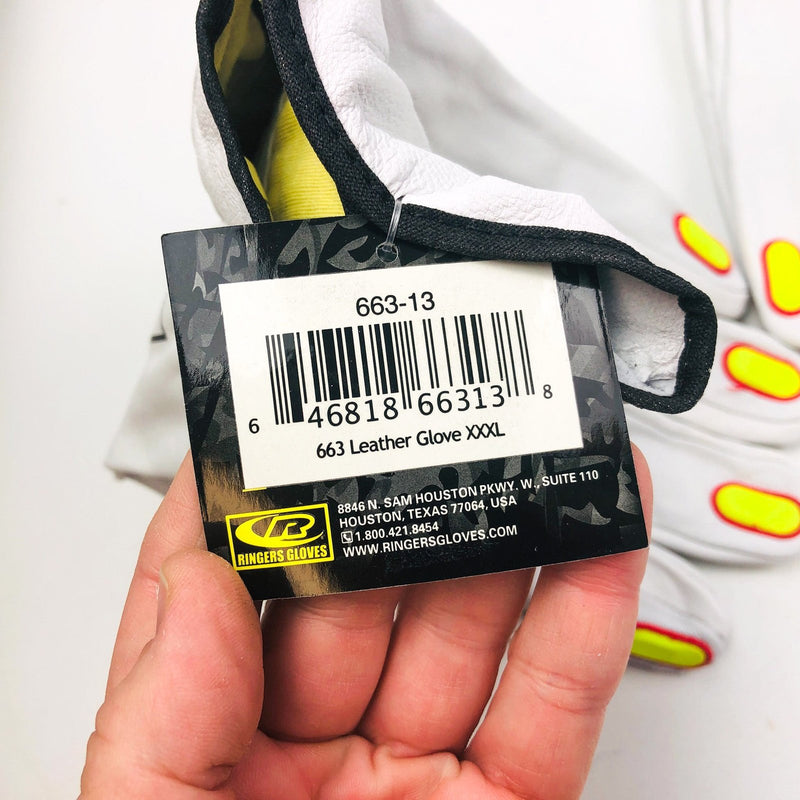 663-13
6 46818 66313 8
663 Leather Glove XXXL
8846 N. SAM HOUSTON PKWY. W., SUITE 110
HOUSTON, TEXAS 77064, USA
1.800.421.8454
WWW.RINGERSGLOVES.COM
R
RINGERS GLOVES